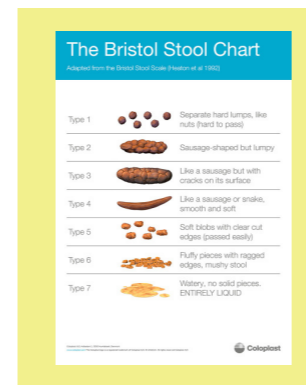 The Bristol Stool Chart
Adapted from the Bristol Stool Scale [Heaton et al 1992]
Type 1
Separate hard lumps, like
nuts (hard to pass)
Type 2
Sausage-shaped but lumpy
Type 3
Like a sausage but with
cracks on its surface
Type 4
Like a sausage or snake,
smooth and soft
Type 5
Soft blobs with clear cut
edges (passed easily)
Type 6
Fluffy pieces with ragged
edges, mushy stool
Type 7
Watery, no solid pieces.
ENTIRELY LIQUID
Coloplast